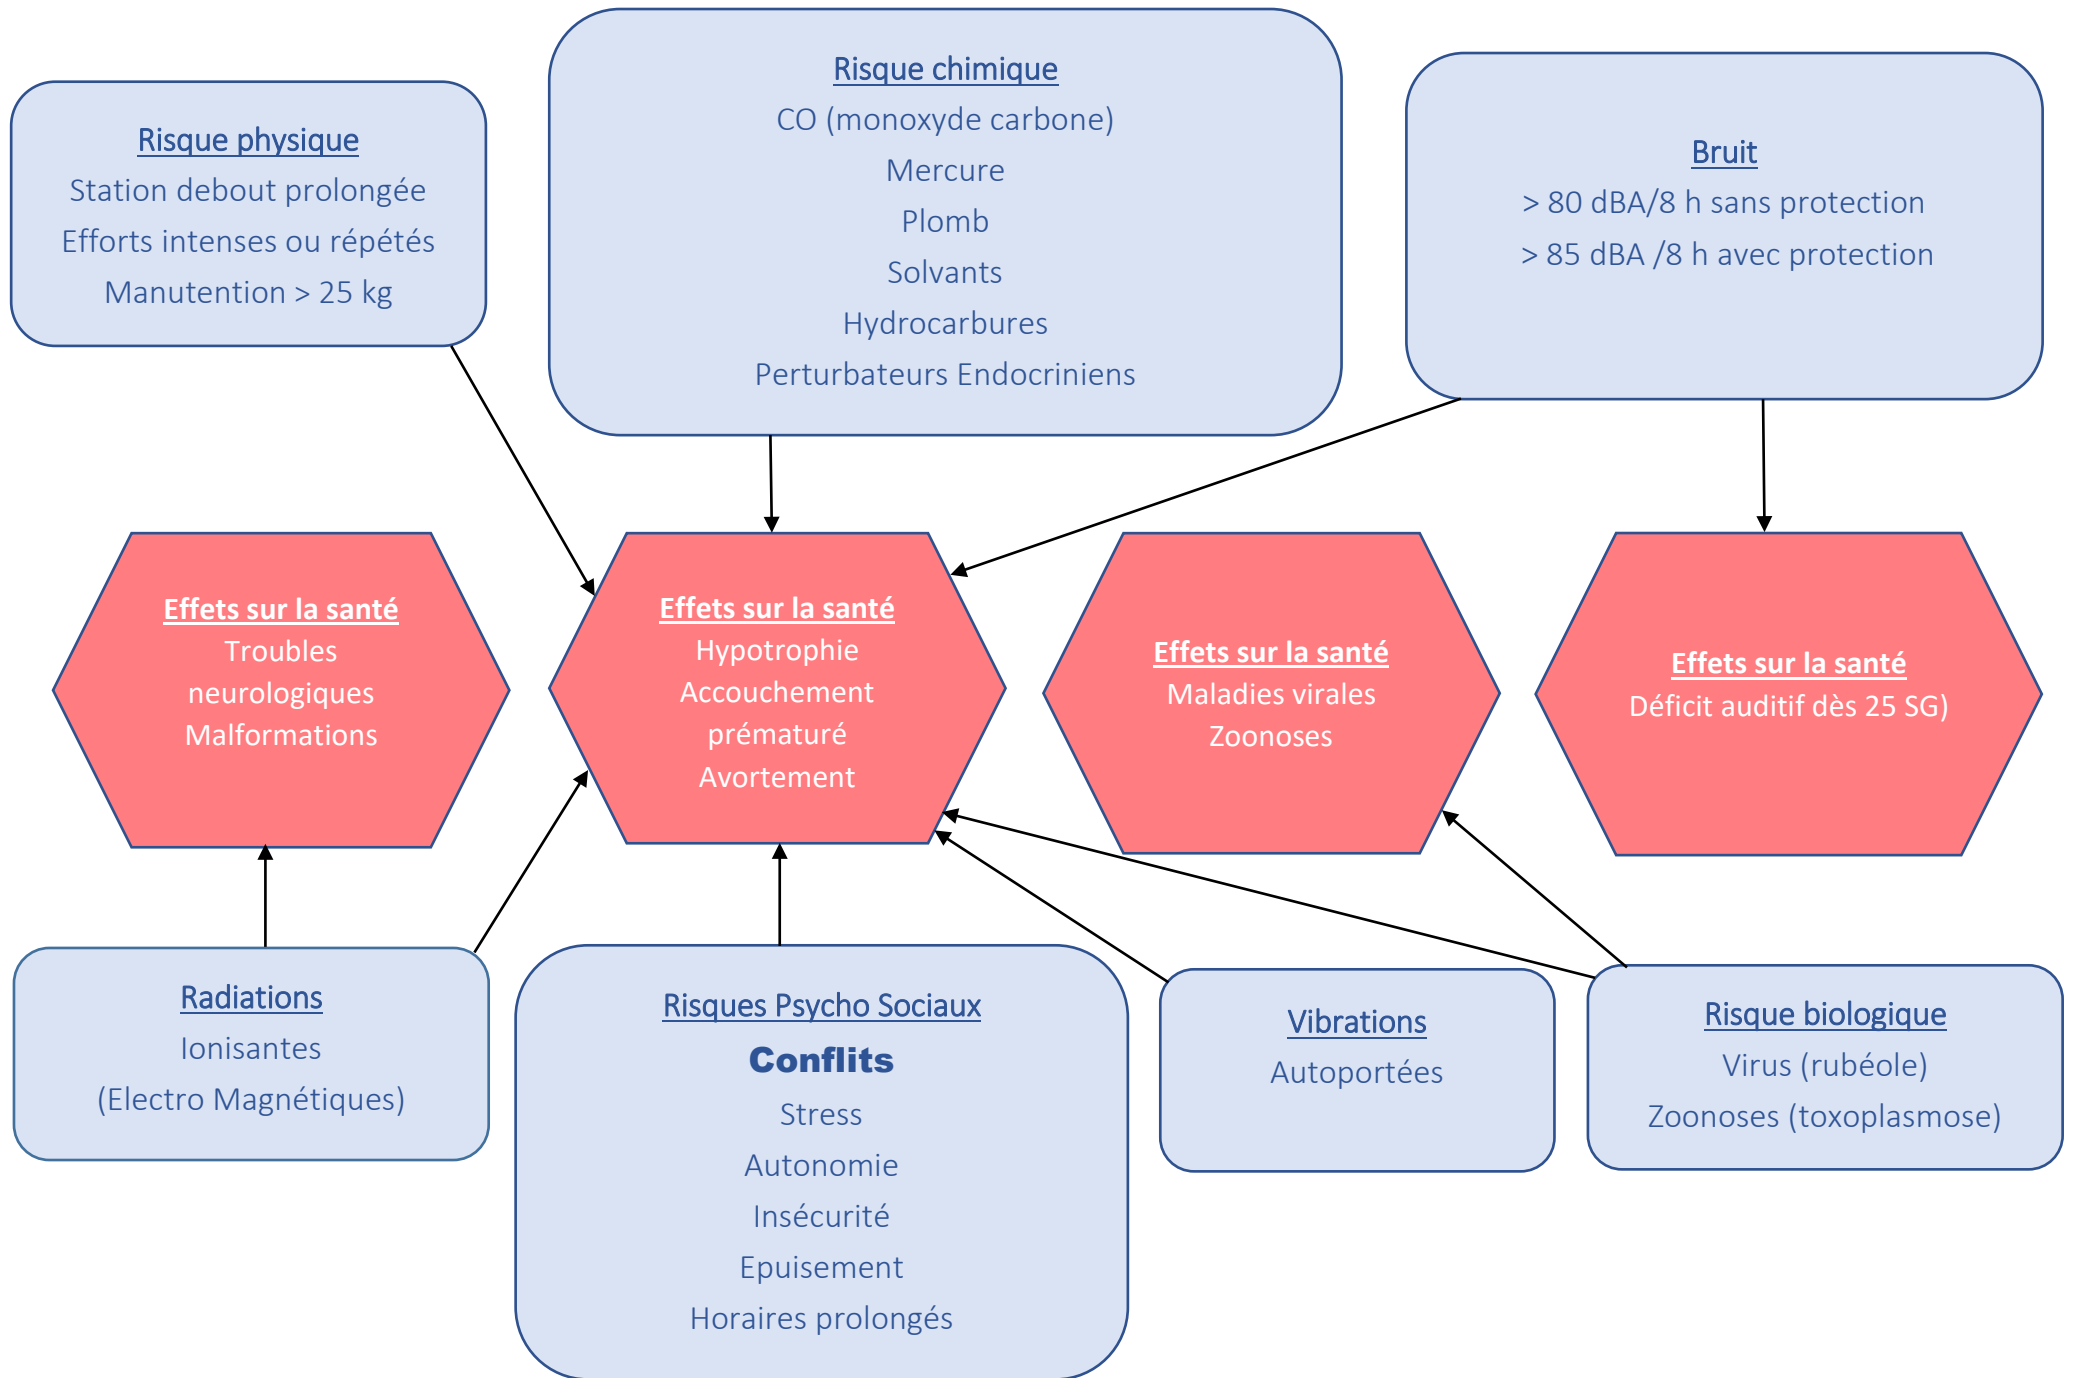 Risque physique
Station debout prolongée
Efforts intenses ou répétés
Manutention > 25 kg
Risque chimique
CO (monoxyde carbone)
Mercure
Plomb
Solvants
Hydrocarbures
Perturbateurs Endocriniens
Bruit
> 80 dBA/8 h sans protection
> 85 dBA /8 h avec protection
Effets sur la santé
Troubles
neurologiques
Malformations
Effets sur la santé
Hypotrophie
Accouchement
prématuré
Avortement
Effets sur la santé
Maladies virales
Zoonoses
Effets sur la santé
Déficit auditif dès 25 SG)
Radiations
Ionisantes
(Electro Magnétiques)
Risques Psycho Sociaux
Conflits
Stress
Autonomie
Insécurité
Epuisement
Horaires prolongés
Vibrations
Autoportées
Risque biologique
Virus (rubéole)
Zoonoses (toxoplasmose)